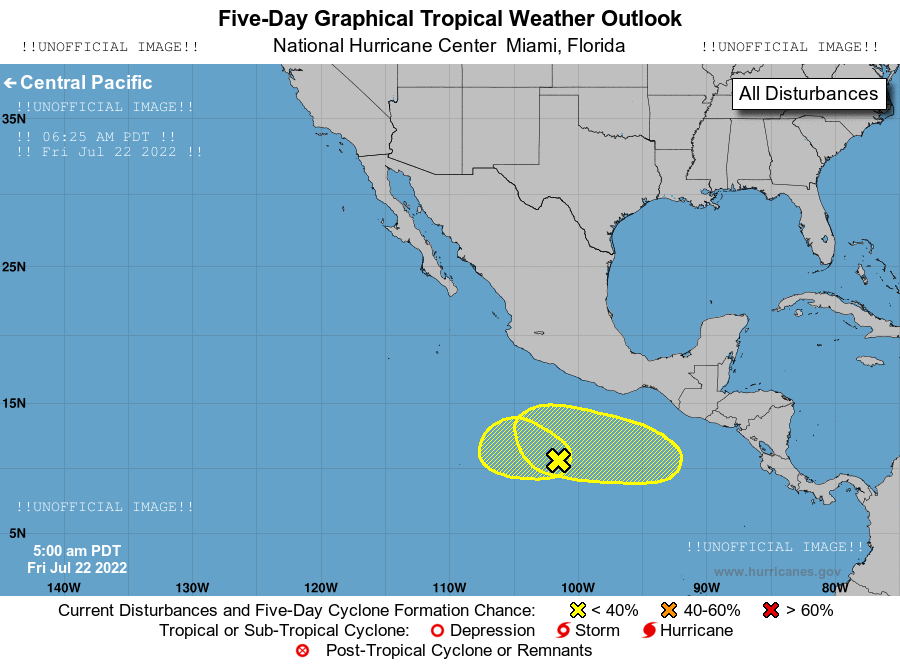 Five-Day Graphical Tropical Weather Outlook
!!UNOFFICIAL IMAGE!! National Hurricane Center Miami, Florida !!UNOFFICIAL IMAGE!!
← Central Pacific
All Disturbances
!!UNOFFICIAL IMAGE!!
35N
!! 06:25 AM PDT !!
!! Fri Jul 22 2022 !!
25N
15N
!!UNOFFICIAL IMAGE!!
5N
5:00 am PDT
Fri Jul 22 2022
!!UNOFFICIAL IMAGE!!
www.hurricanes.gov
140W 130W 120W 110W 100W 90W 80W
Current Disturbances and Five-Day Cyclone Formation Chance: < 40% 40-60% > 60%
Tropical or Sub-Tropical Cyclone: Depression Storm Hurricane
Post-Tropical Cyclone or Remnants